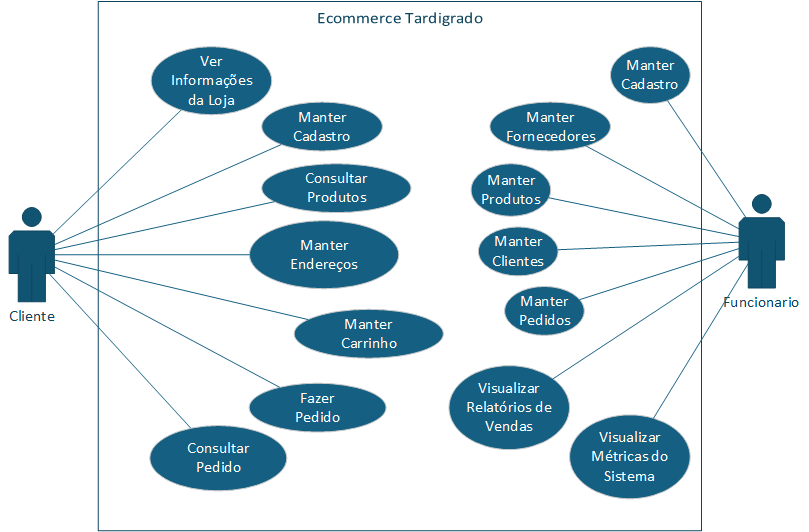 Ecommerce Tardigrado
Ver
Informações
da Loja
Manter
Cadastro
Consultar
Produtos
Manter
Endereços
Manter
Carrinho
Fazer
Pedido
Consultar
Pedido
Cliente
Manter
Cadastro
Manter
Fornecedores
Manter
Produtos
Manter
Clientes
Manter
Pedidos
Visualizar
Relatórios de
Vendas
Visualizar
Métricas do
Sistema
Funcionario